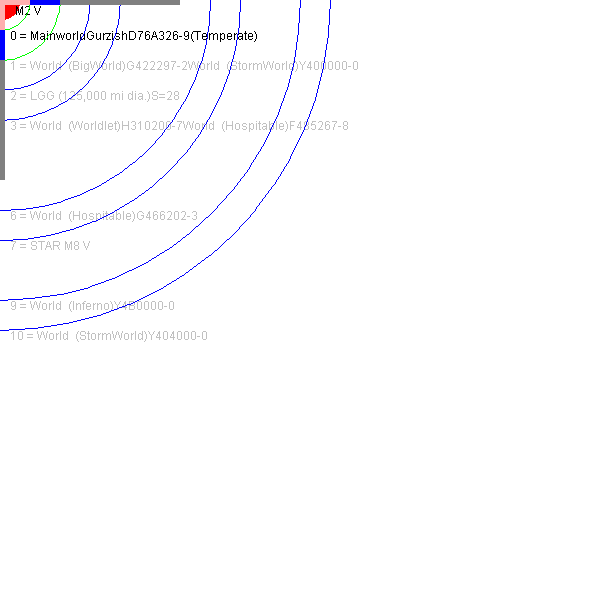 M2 V
0 = MainworldGurzishD76A326-9(Temperate)
1 = World (BigWorld)G422297-2World (StormWorld)Y400000-0
2 = LGG (125,000 mi dia.)S=28
3 = World (Worldlet)H310206-7World (Hospitable)F485267-8
6 = World (Hospitable)G466202-3
7 = STAR M8 V
9 = World (Inferno)Y4B0000-0
10 = World (StormWorld)Y404000-0